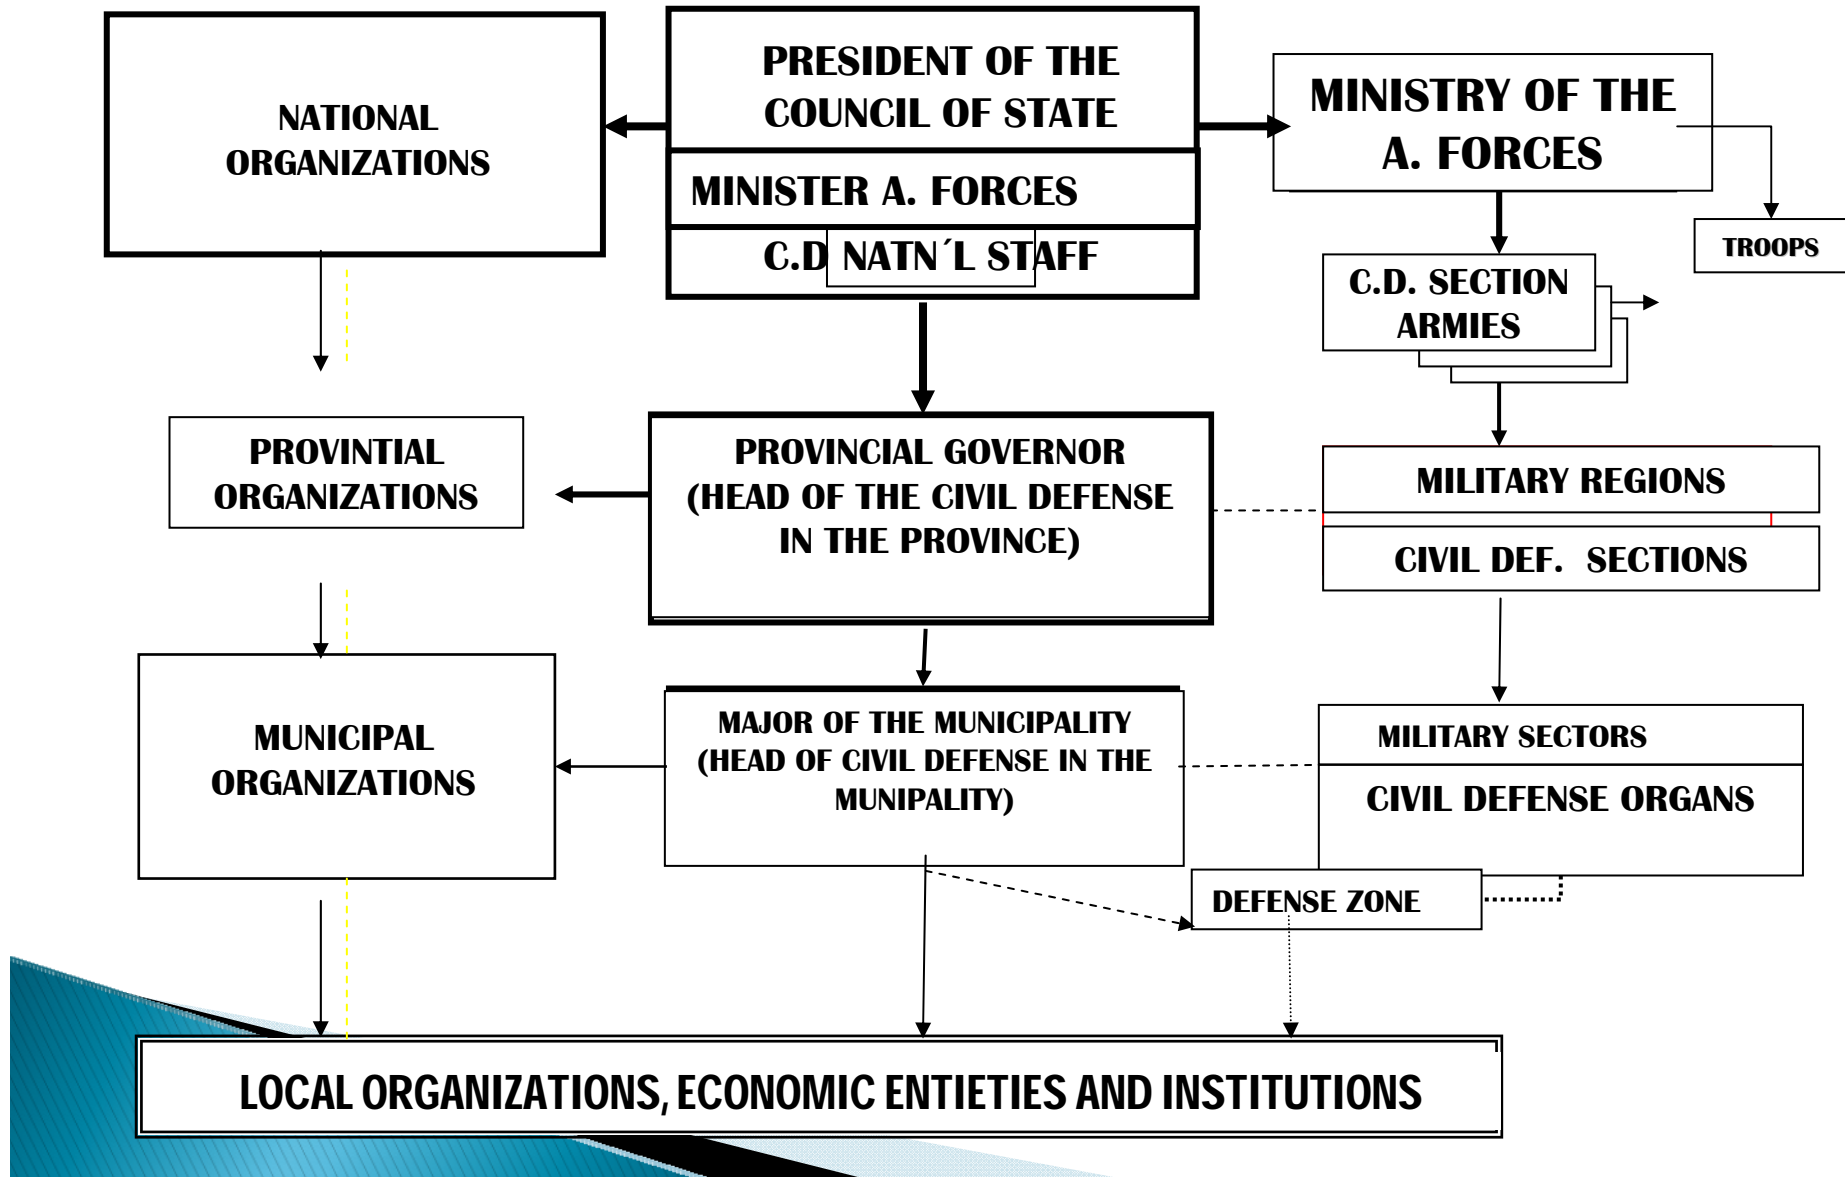 NATIONAL
ORGANIZATIONS
PRESIDENT OF THE
COUNCIL OF STATE
MINISTER A. FORCES
C.D NATN´L STAFF
MINISTRY OF THE
A. FORCES
TROOPS
C.D. SECTION
ARMIES
PROVINTIAL
ORGANIZATIONS
PROVINCIAL GOVERNOR
(HEAD OF THE CIVIL DEFENSE
IN THE PROVINCE)
MILITARY REGIONS
CIVIL DEF. SECTIONS
MUNICIPAL
ORGANIZATIONS
MAJOR OF THE MUNICIPALITY
(HEAD OF CIVIL DEFENSE IN THE
MUNIPALITY)
MILITARY SECTORS
CIVIL DEFENSE ORGANS
DEFENSE ZONE
LOCAL ORGANIZATIONS, ECONOMIC ENTIETIES AND INSTITUTIONS